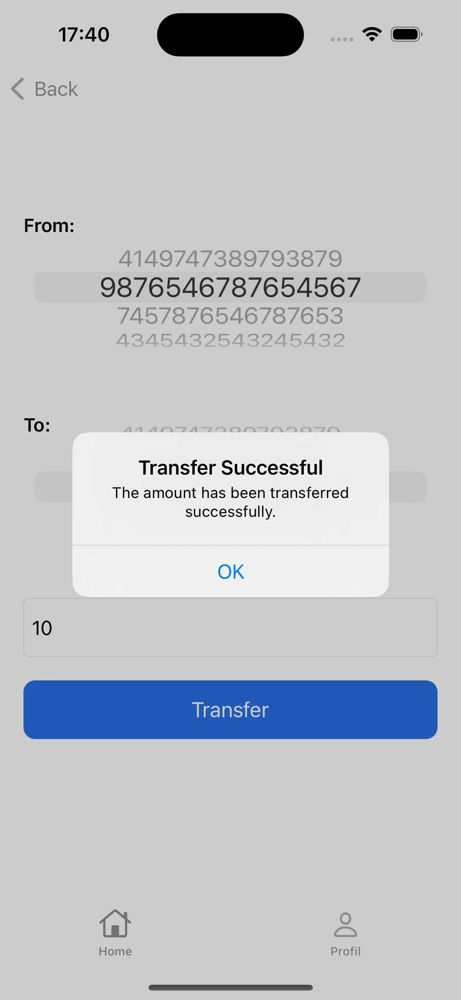 17:40
Back
From:
4149747389793879
9876546787654567
7457876546787653
4345432543245432
To:
4149747389793879
Transfer Successful
The amount has been transferred
successfully.
OK
10
Transfer
Home
Profil